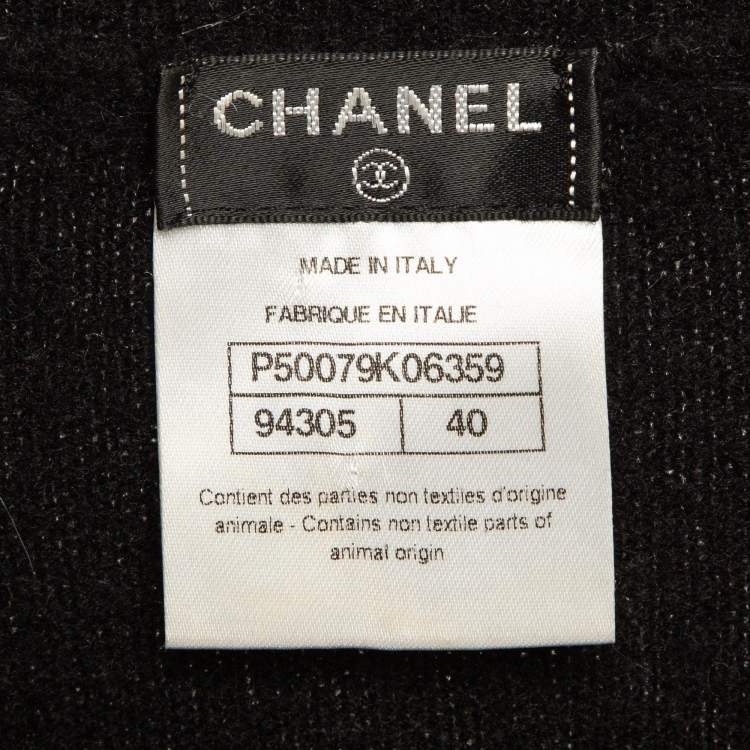 CHANEL
MADE IN ITALY
FABRIQUE EN ITALIE
P50079K06359
94305 40
Contient des parties non textiles d'origine
animale - Contains non textile parts of
animal origin